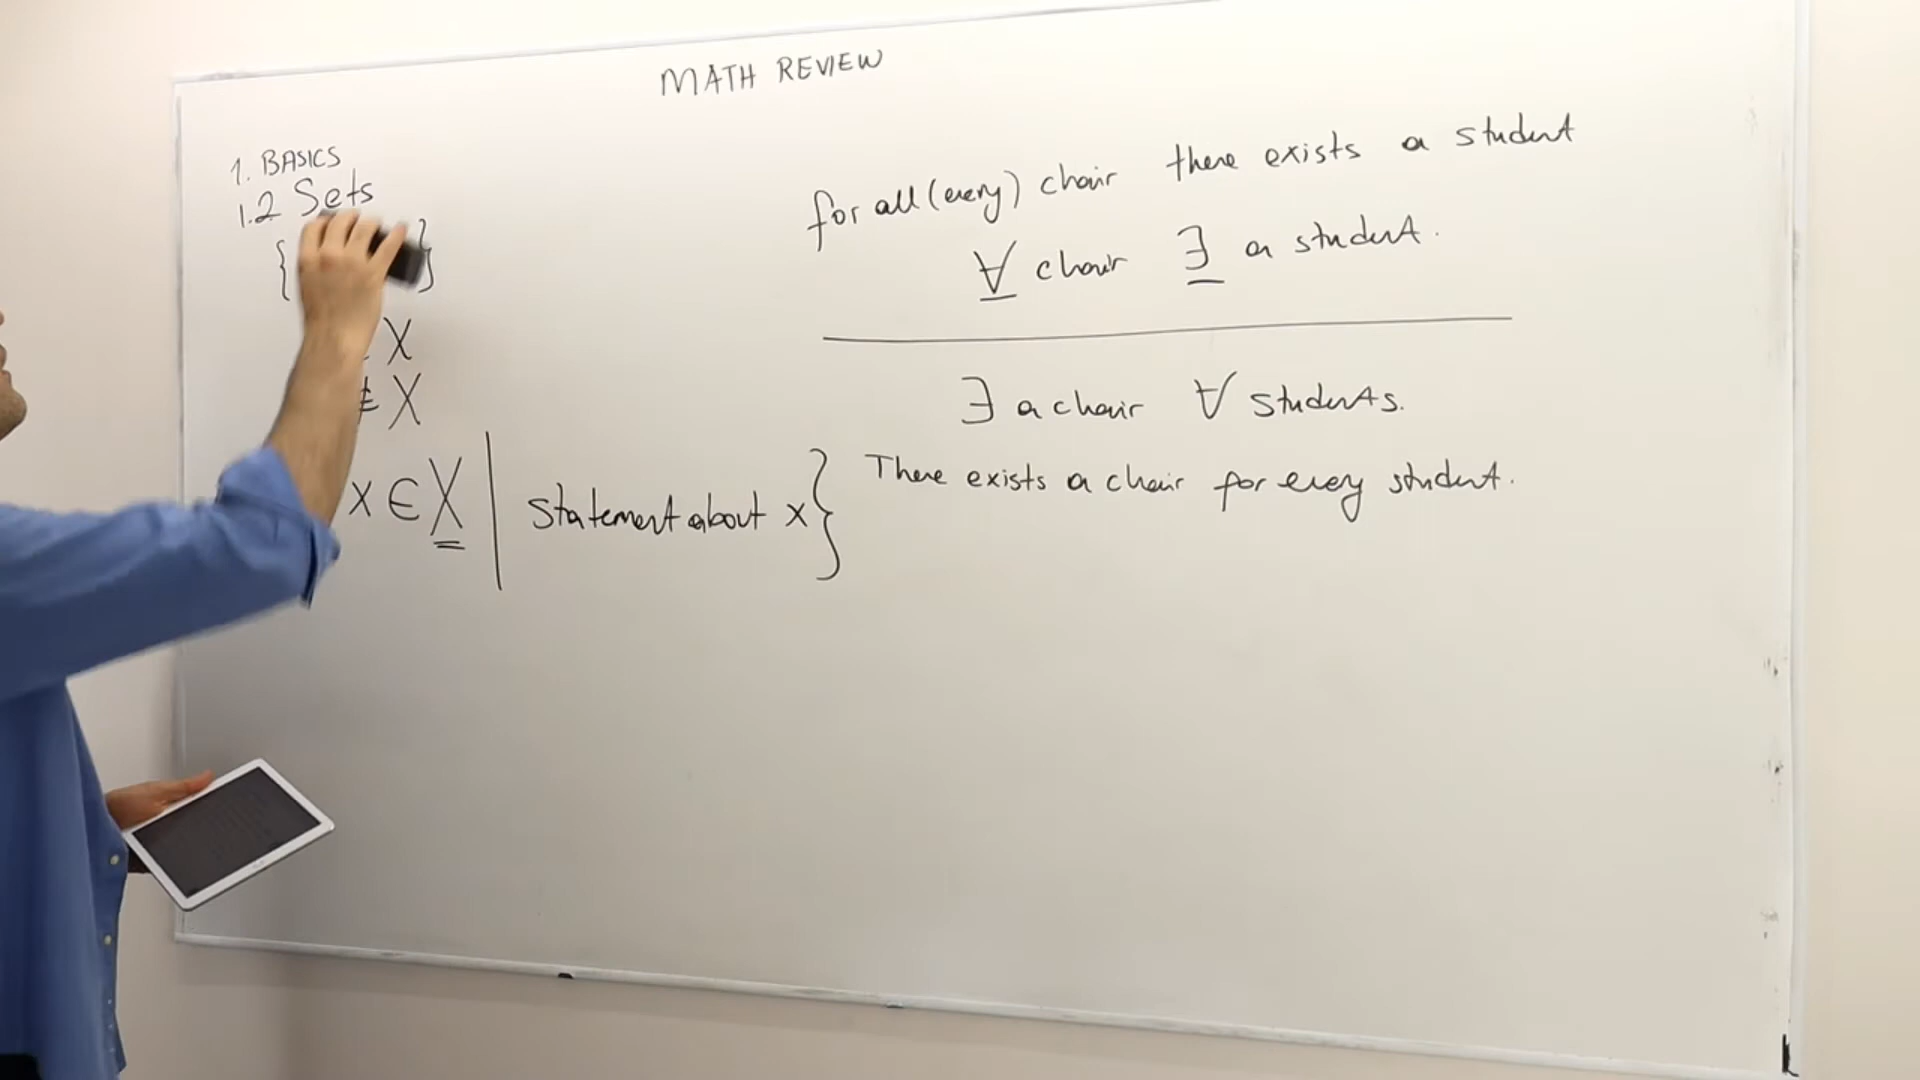 MATH REVIEW
1. BASICS
1.2 Sets
{ }
X
∉ X
x ∈ X | statement about x }
for all (every) chair there exists a student
∀ chair ∃ a student.
∃ a chair ∀ students.
There exists a chair for every student.